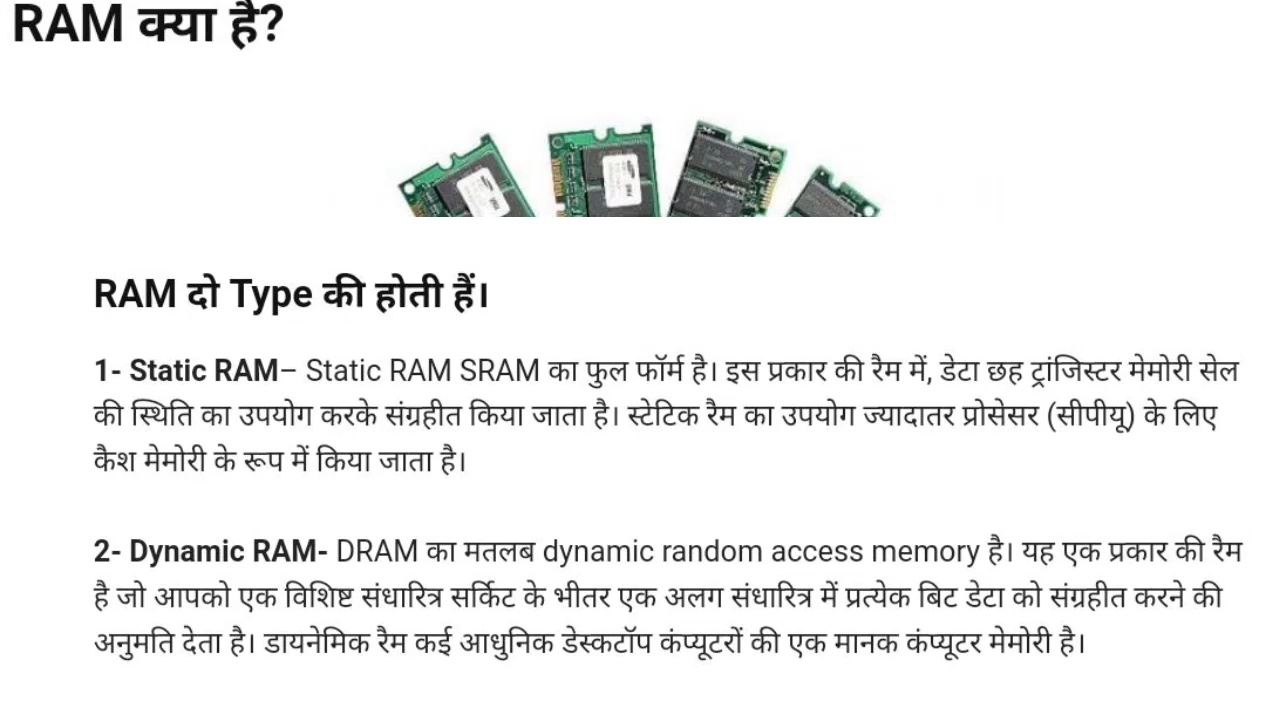 RAM क्या है?
RAM दो Type की होती हैं।
1- Static RAM– Static RAM SRAM का फुल फॉर्म है। इस प्रकार की रैम में, डेटा छह ट्रांजिस्टर मेमोरी सेल
की स्थिति का उपयोग करके संग्रहीत किया जाता है। स्टेटिक रैम का उपयोग ज्यादातर प्रोसेसर (सीपीयू) के लिए
कैश मेमोरी के रूप में किया जाता है।
2- Dynamic RAM- DRAM का मतलब dynamic random access memory है। यह एक प्रकार की रैम
है जो आपको एक विशिष्ट संधारित्र सर्किट के भीतर एक अलग संधारित्र में प्रत्येक बिट डेटा को संग्रहीत करने की
अनुमति देता है। डायनेमिक रैम कई आधुनिक डेस्कटॉप कंप्यूटरों की एक मानक कंप्यूटर मेमोरी है।